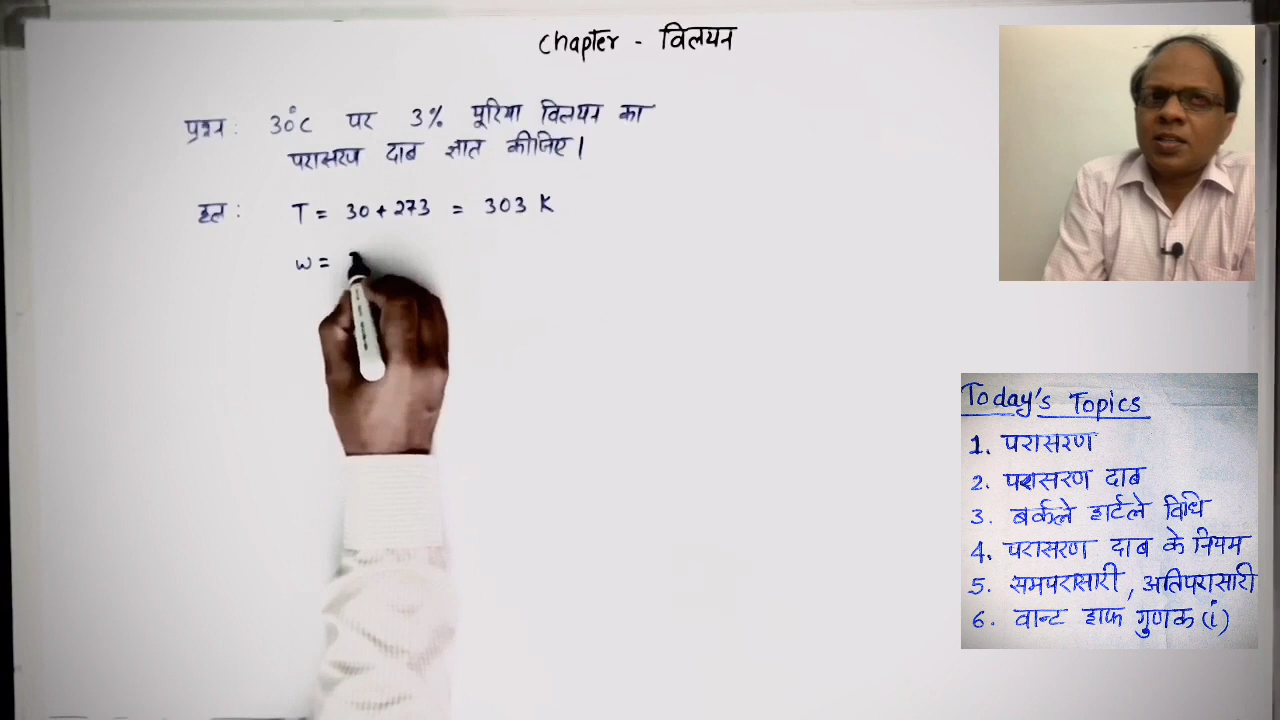 Chapter - विलयन
प्रश्न : 30°C पर 3% यूरिया विलयन का
परासरण दाब ज्ञात कीजिए।
हल : T = 30 + 273 = 303 K
w =
Today's Topics
1. परासरण
2. परासरण दाब
3. बर्कले हार्टले विधि
4. परासरण दाब के नियम
5. समपरासारी, अतिपरासारी
6. वान्ट हाफ गुणक (i)